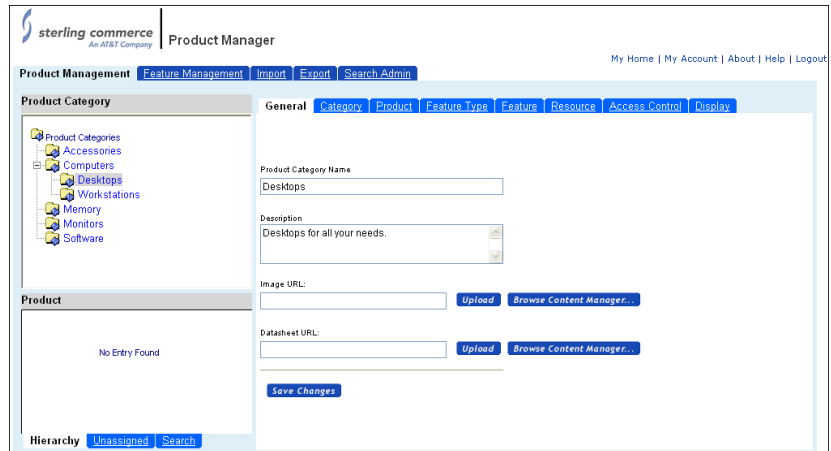 sterling commerce
An AT&T Company
Product Manager
My Home | My Account | About | Help | Logout
Product Management Feature Management Import Export Search Admin
Product Category
Product Categories
Accessories
Computers
Desktops
Workstations
Memory
Monitors
Software
Product
No Entry Found
Hierarchy Unassigned Search
General Category Product Feature Type Feature Resource Access Control Display
Product Category Name
Desktops
Description
Desktops for all your needs.
Image URL:
Upload Browse Content Manager...
Datasheet URL:
Upload Browse Content Manager...
Save Changes